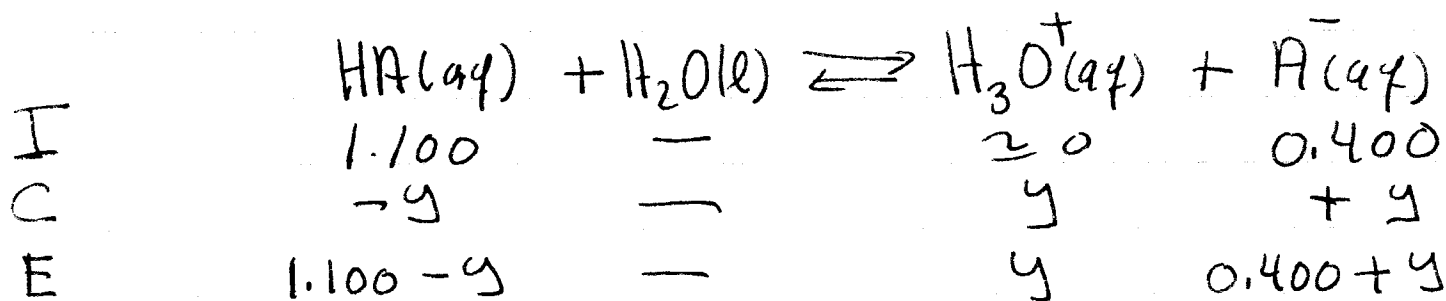 HA(aq) + H₂O(l) ⇌ H₃O⁺(aq) + A⁻(aq)
I 1.100 — ≈0 0.400
C -y — y +y
E 1.100-y — y 0.400+y